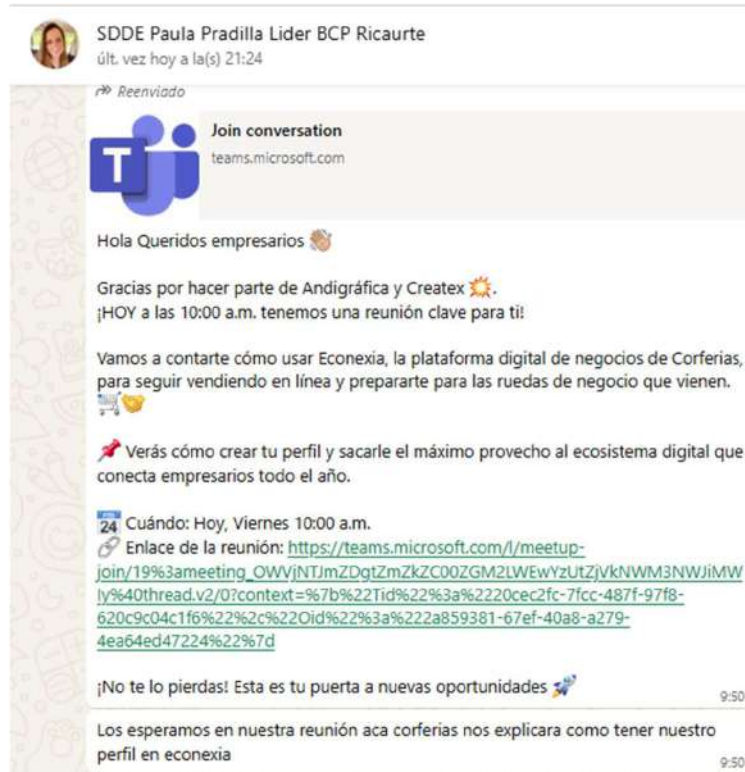 SDDE Paula Pradilla Lider BCP Ricaurte
últ. vez hoy a la(s) 21:24
Reenviado
Join conversation
teams.microsoft.com
Hola Queridos empresarios 👋🏼
Gracias por hacer parte de Andigráfica y Createx 💥.
¡HOY a las 10:00 a.m. tenemos una reunión clave para ti!
Vamos a contarte cómo usar Econexia, la plataforma digital de negocios de Corferias,
para seguir vendiendo en línea y prepararte para las ruedas de negocio que vienen.
🛒🤝
📌 Verás cómo crear tu perfil y sacarle el máximo provecho al ecosistema digital que
conecta empresarios todo el año.
📅 Cuándo: Hoy, Viernes 10:00 a.m.
🔗 Enlace de la reunión: https://teams.microsoft.com/l/meetup-
join/19%3ameeting_OWVjNTJmZDgtZmZkZC00ZGM2LWEwYzUtZjVkNWM3NWJiMW
Iy%40thread.v2/0?context=%7b%22Tid%22%3a%2220cec2fc-7fcc-487f-97f8-
620c9c04c1f6%22%2c%22Oid%22%3a%222a859381-67ef-40a8-a279-
4ea64ed47224%22%7d
¡No te lo pierdas! Esta es tu puerta a nuevas oportunidades 🚀
9:50
Los esperamos en nuestra reunión aca corferias nos explicara como tener nuestro
perfil en econexia
9:50